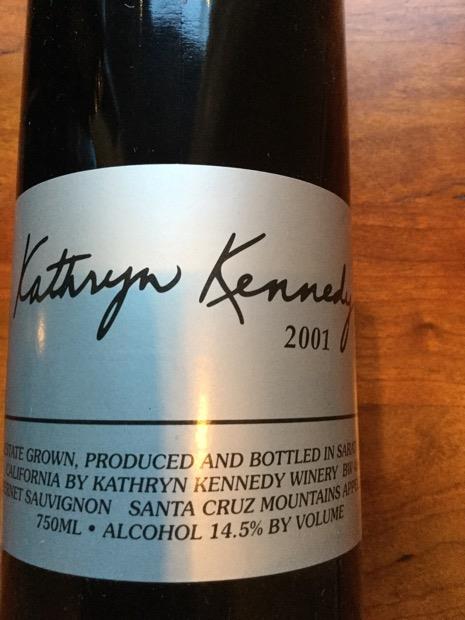 Kathryn Kennedy
2001
ESTATE GROWN, PRODUCED AND BOTTLED IN
CALIFORNIA BY KATHRYN KENNEDY WINERY BW
SAUVIGNON SANTA CRUZ MOUNTAINS
750ML • ALCOHOL 14.5% BY VOLUME